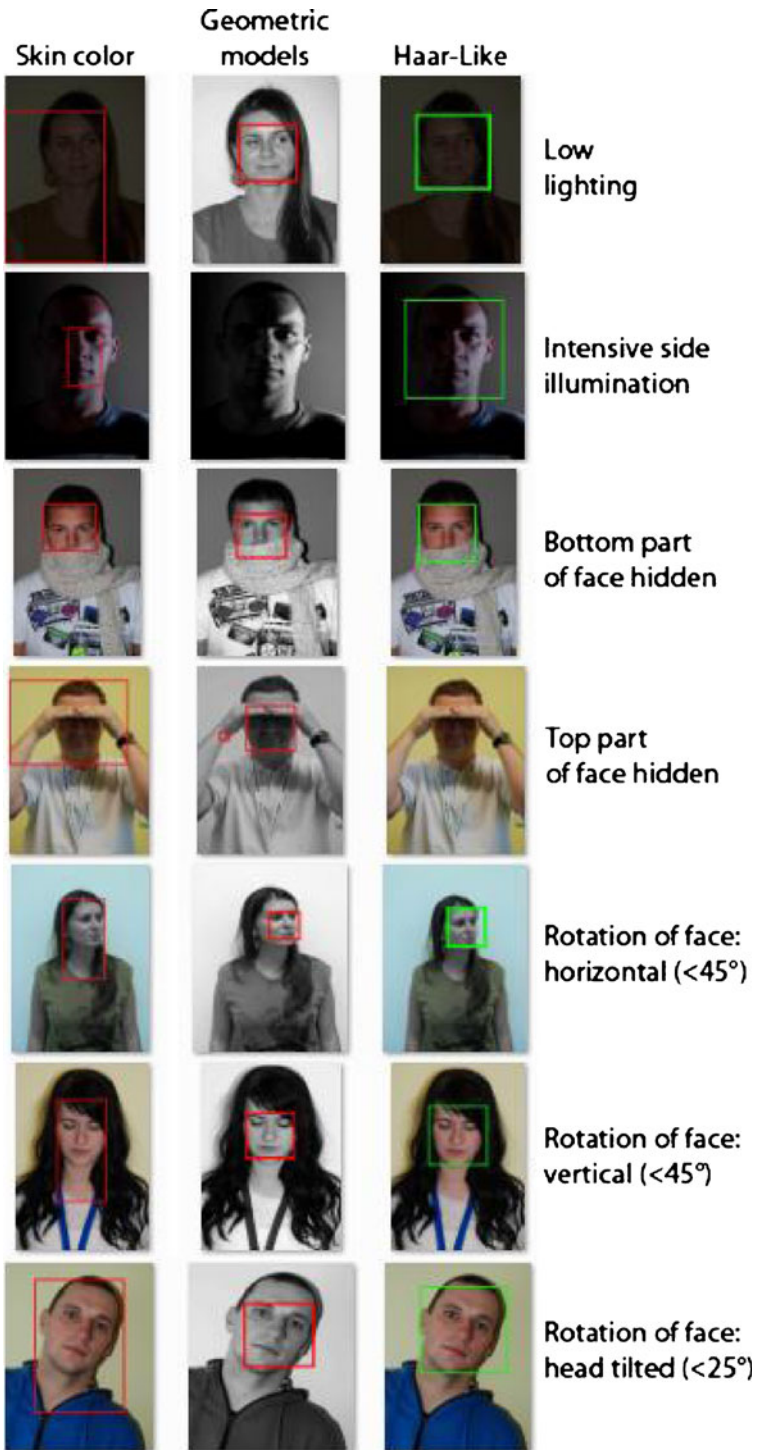 Skin color
Geometric
models
Haar-Like
Low
lighting
Intensive side
illumination
Bottom part
of face hidden
Top part
of face hidden
Rotation of face:
horizontal (<45°)
Rotation of face:
vertical (<45°)
Rotation of face:
head tilted (<25°)